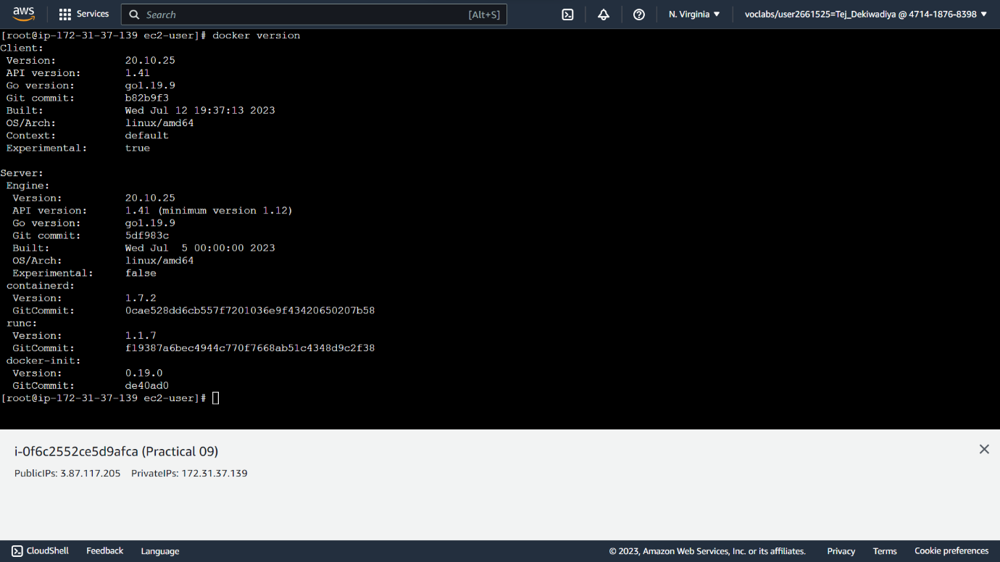 aws
Services
Search [Alt+S]
N. Virginia
voclabs/user2661525=Tej_Dekiwadiya @ 4714-1876-8398
[root@ip-172-31-37-139 ec2-user]# docker version
Client:
 Version:           20.10.25
 API version:       1.41
 Go version:        go1.19.9
 Git commit:        b82b9f3
 Built:             Wed Jul 12 19:37:13 2023
 OS/Arch:           linux/amd64
 Context:           default
 Experimental:      true

Server:
 Engine:
  Version:          20.10.25
  API version:      1.41 (minimum version 1.12)
  Go version:       go1.19.9
  Git commit:       5df983c
  Built:            Wed Jul  5 00:00:00 2023
  OS/Arch:          linux/amd64
  Experimental:     false
 containerd:
  Version:          1.7.2
  GitCommit:        0cae528dd6cb557f7201036e9f43420650207b58
 runc:
  Version:          1.1.7
  GitCommit:        f19387a6bec4944c770f7668ab51c4348d9c2f38
 docker-init:
  Version:          0.19.0
  GitCommit:        de40ad0
[root@ip-172-31-37-139 ec2-user]#
i-0f6c2552ce5d9afca (Practical 09)
PublicIPs: 3.87.117.205 PrivateIPs: 172.31.37.139
CloudShell Feedback Language © 2023, Amazon Web Services, Inc. or its affiliates. Privacy Terms Cookie preferences